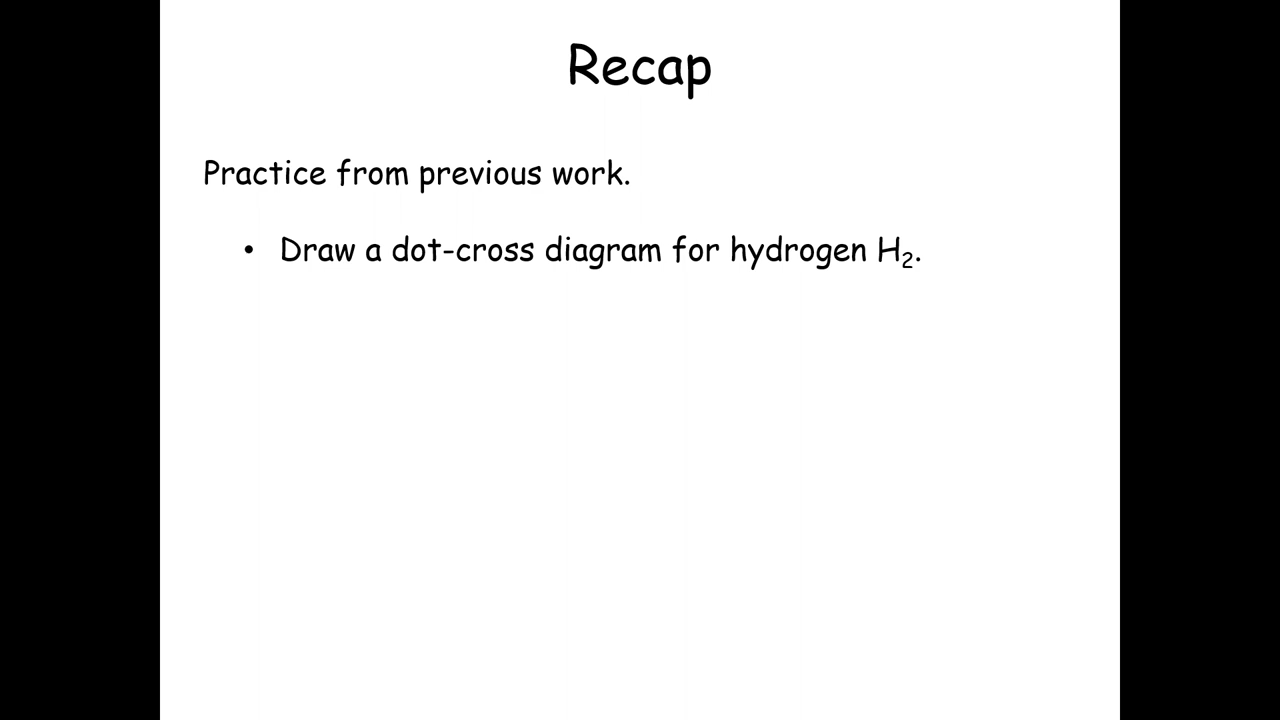 Recap
Practice from previous work.
• Draw a dot-cross diagram for hydrogen H₂.